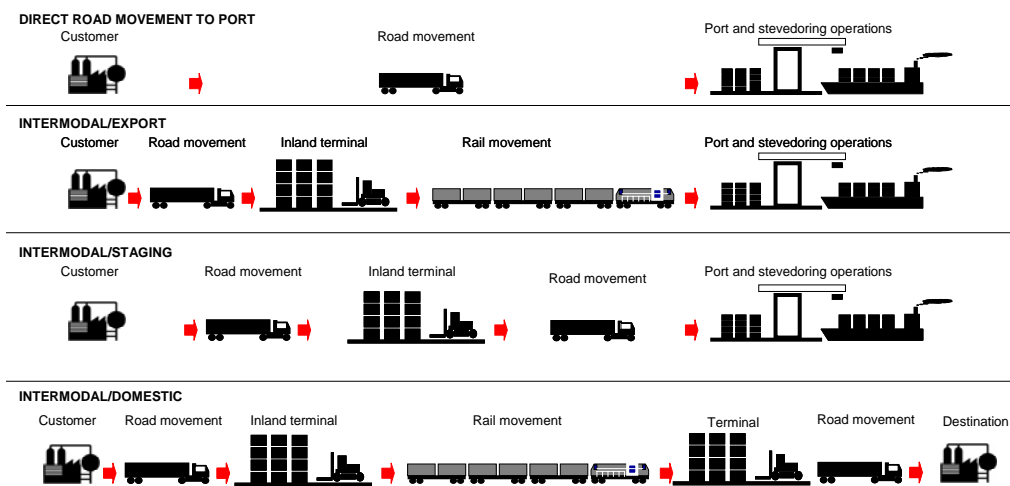 DIRECT ROAD MOVEMENT TO PORT
Customer
Road movement
Port and stevedoring operations
INTERMODAL/EXPORT
Customer
Road movement
Inland terminal
Rail movement
Port and stevedoring operations
INTERMODAL/STAGING
Customer
Road movement
Inland terminal
Road movement
Port and stevedoring operations
INTERMODAL/DOMESTIC
Customer
Road movement
Inland terminal
Rail movement
Terminal
Road movement
Destination